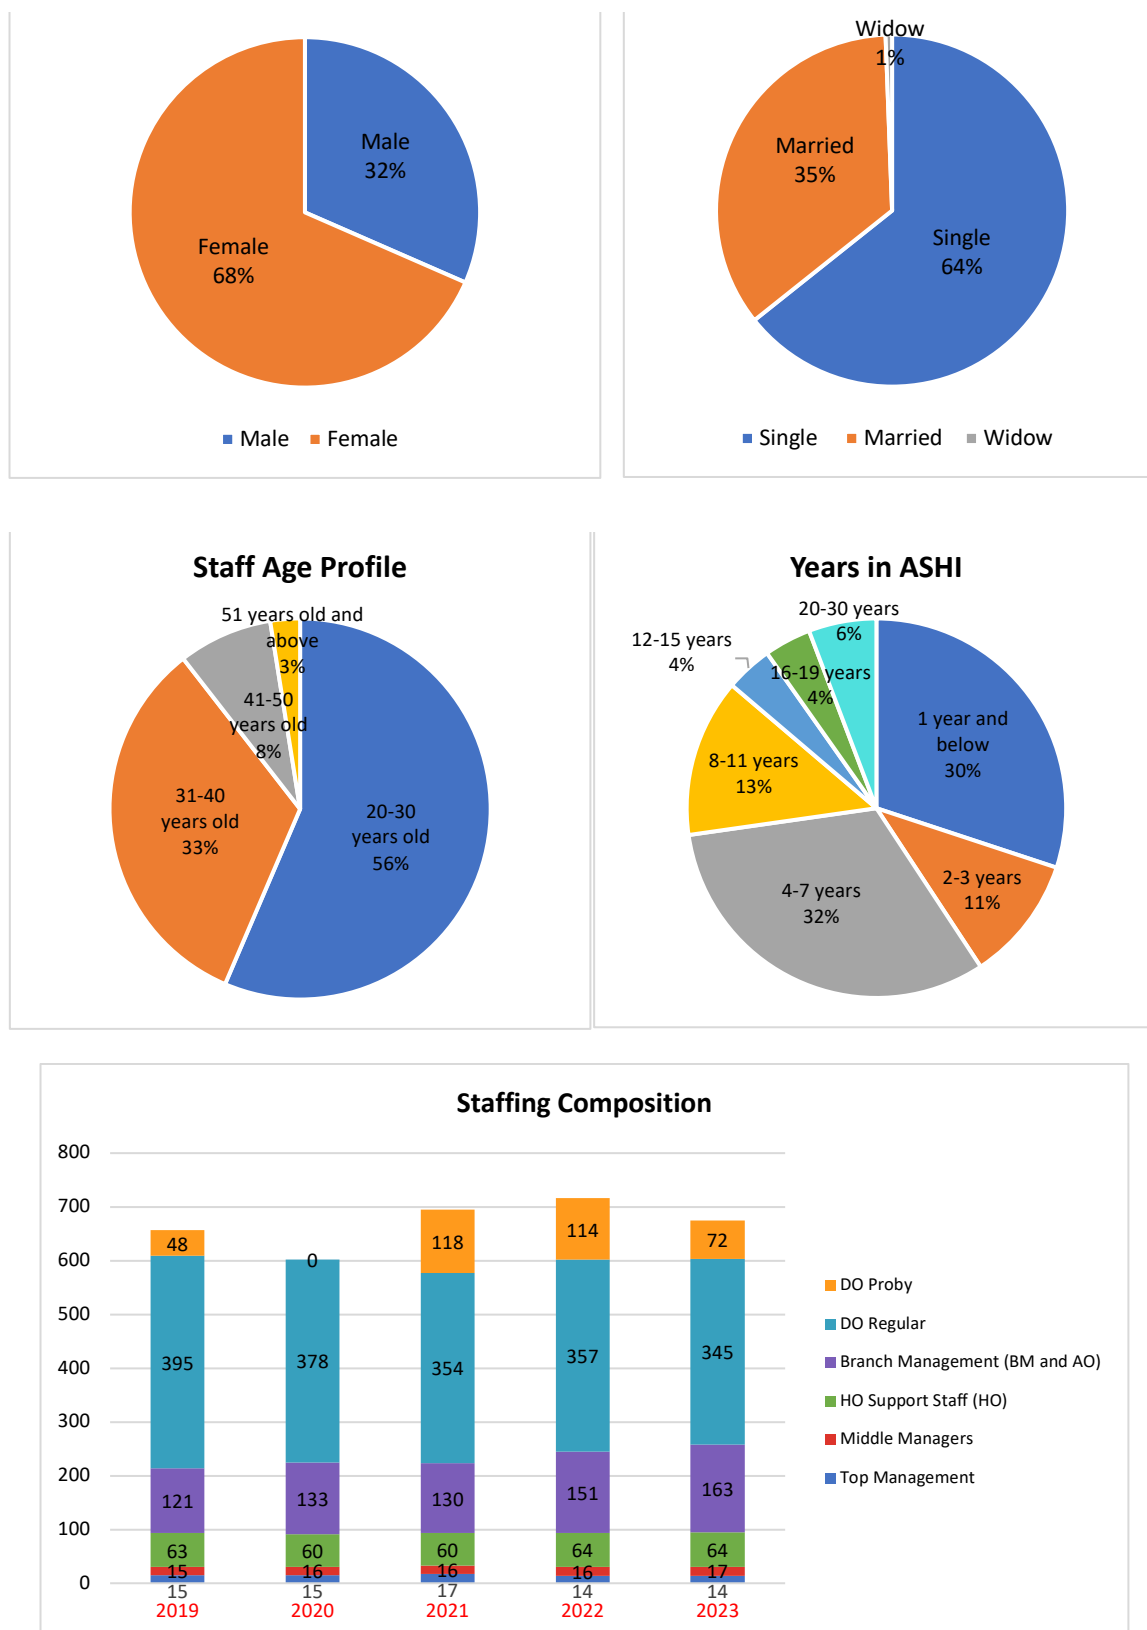 Male
32%
Female
68%
Male Female
Widow
1%
Married
35%
Single
64%
Single Married Widow
Staff Age Profile
51 years old and
above
3%
41-50
years old
8%
31-40
years old
33%
20-30
years old
56%
Years in ASHI
20-30 years
6%
12-15 years
4%
16-19 years
4%
1 year and
below
30%
8-11 years
13%
2-3 years
11%
4-7 years
32%
Staffing Composition
800
700
600
500
400
300
200
100
0
48 0 118 114 72
395 378 354 357 345
121 133 130 151 163
63 60 60 64 64
15 16 16 16 17
15 15 17 14 14
2019 2020 2021 2022 2023
DO Proby
DO Regular
Branch Management (BM and AO)
HO Support Staff (HO)
Middle Managers
Top Management